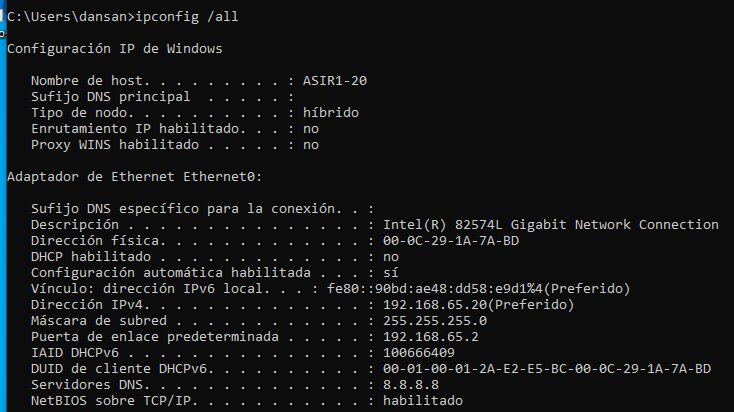 C:\Users\dansan>ipconfig /all
Configuración IP de Windows
Nombre de host. . . . . . . . . : ASIR1-20
Sufijo DNS principal . . . . . :
Tipo de nodo. . . . . . . . . . : híbrido
Enrutamiento IP habilitado. . . : no
Proxy WINS habilitado . . . . . : no
Adaptador de Ethernet Ethernet0:
Sufijo DNS específico para la conexión. . :
Descripción . . . . . . . . . . . . . . . : Intel(R) 82574L Gigabit Network Connection
Dirección física. . . . . . . . . . . . . : 00-0C-29-1A-7A-BD
DHCP habilitado . . . . . . . . . . . . . : no
Configuración automática habilitada . . . : sí
Vínculo: dirección IPv6 local. . . : fe80::90bd:ae48:dd58:e9d1%4(Preferido)
Dirección IPv4. . . . . . . . . . . . . . : 192.168.65.20(Preferido)
Máscara de subred . . . . . . . . . . . . : 255.255.255.0
Puerta de enlace predeterminada . . . . . : 192.168.65.2
IAID DHCPv6 . . . . . . . . . . . . . . . : 100666409
DUID de cliente DHCPv6. . . . . . . . . . : 00-01-00-01-2A-E2-E5-BC-00-0C-29-1A-7A-BD
Servidores DNS. . . . . . . . . . . . . . : 8.8.8.8
NetBIOS sobre TCP/IP. . . . . . . . . . . : habilitado